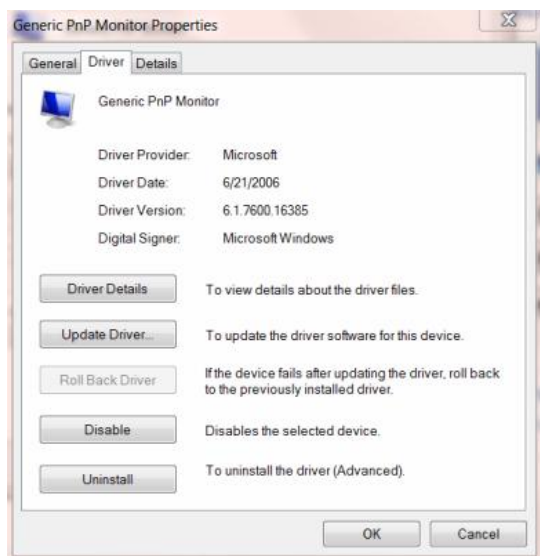 Generic PnP Monitor Properties
General Driver Details
Generic PnP Monitor
Driver Provider: Microsoft
Driver Date: 6/21/2006
Driver Version: 6.1.7600.16385
Digital Signer: Microsoft Windows
Driver Details To view details about the driver files.
Update Driver... To update the driver software for this device.
Roll Back Driver If the device fails after updating the driver, roll back
to the previously installed driver.
Disable Disables the selected device.
Uninstall To uninstall the driver (Advanced).
OK Cancel